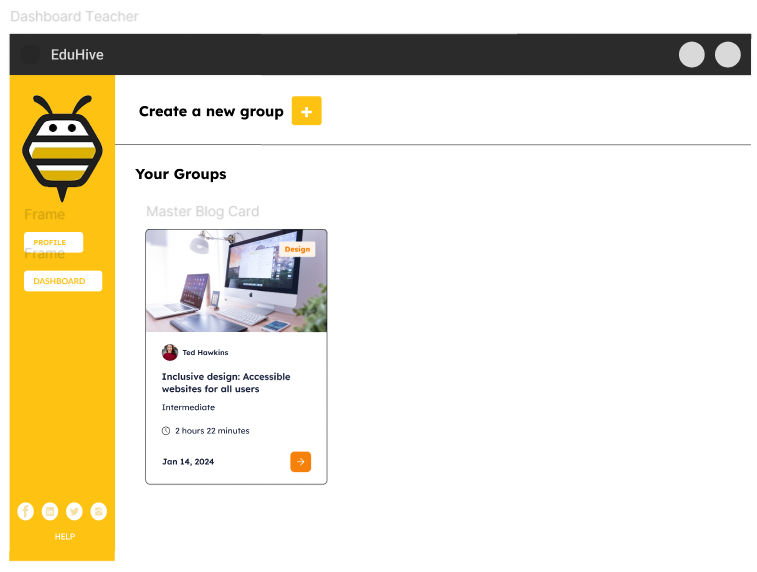 Dashboard Teacher
EduHive
Create a new group
+
Your Groups
Frame
PROFILE
Frame
DASHBOARD
Master Blog Card
Design
Ted Hawkins
Inclusive design: Accessible
websites for all users
Intermediate
2 hours 22 minutes
Jan 14, 2024
HELP